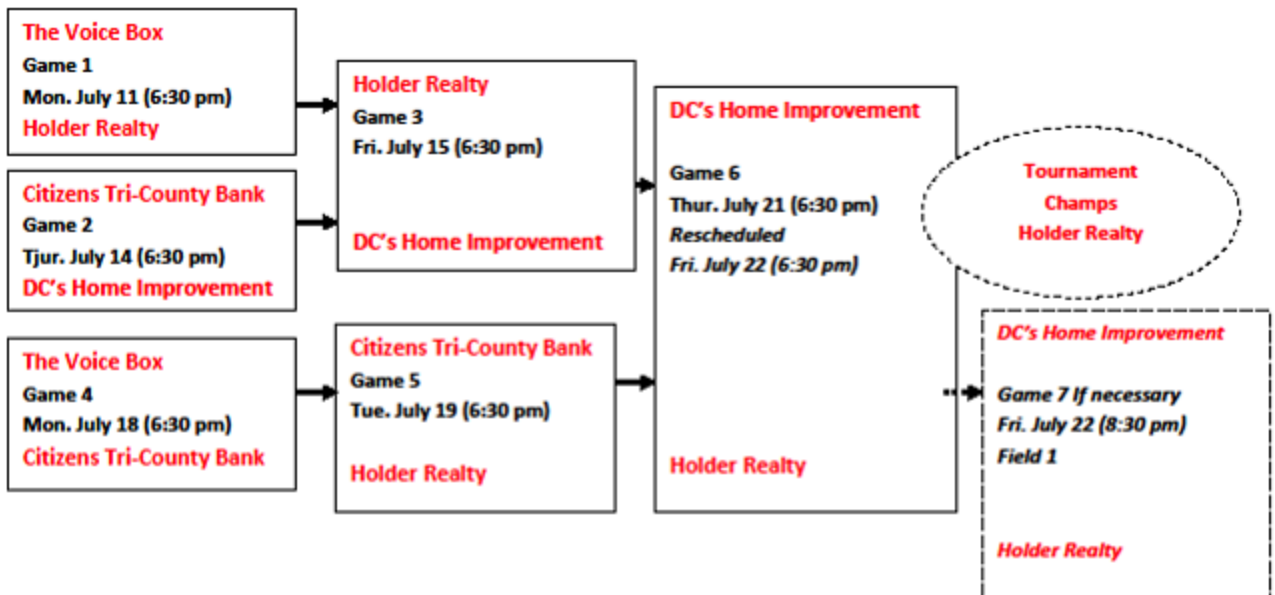 The Voice Box
Game 1
Mon. July 11 (6:30 pm)
Holder Realty
Citizens Tri-County Bank
Game 2
Tjur. July 14 (6:30 pm)
DC's Home Improvement
The Voice Box
Game 4
Mon. July 18 (6:30 pm)
Citizens Tri-County Bank
Holder Realty
Game 3
Fri. July 15 (6:30 pm)
DC's Home Improvement
Citizens Tri-County Bank
Game 5
Tue. July 19 (6:30 pm)
Holder Realty
DC's Home Improvement
Game 6
Thur. July 21 (6:30 pm)
Rescheduled
Fri. July 22 (6:30 pm)
Holder Realty
Tournament
Champs
Holder Realty
DC's Home Improvement
Game 7 If necessary
Fri. July 22 (8:30 pm)
Field 1
Holder Realty